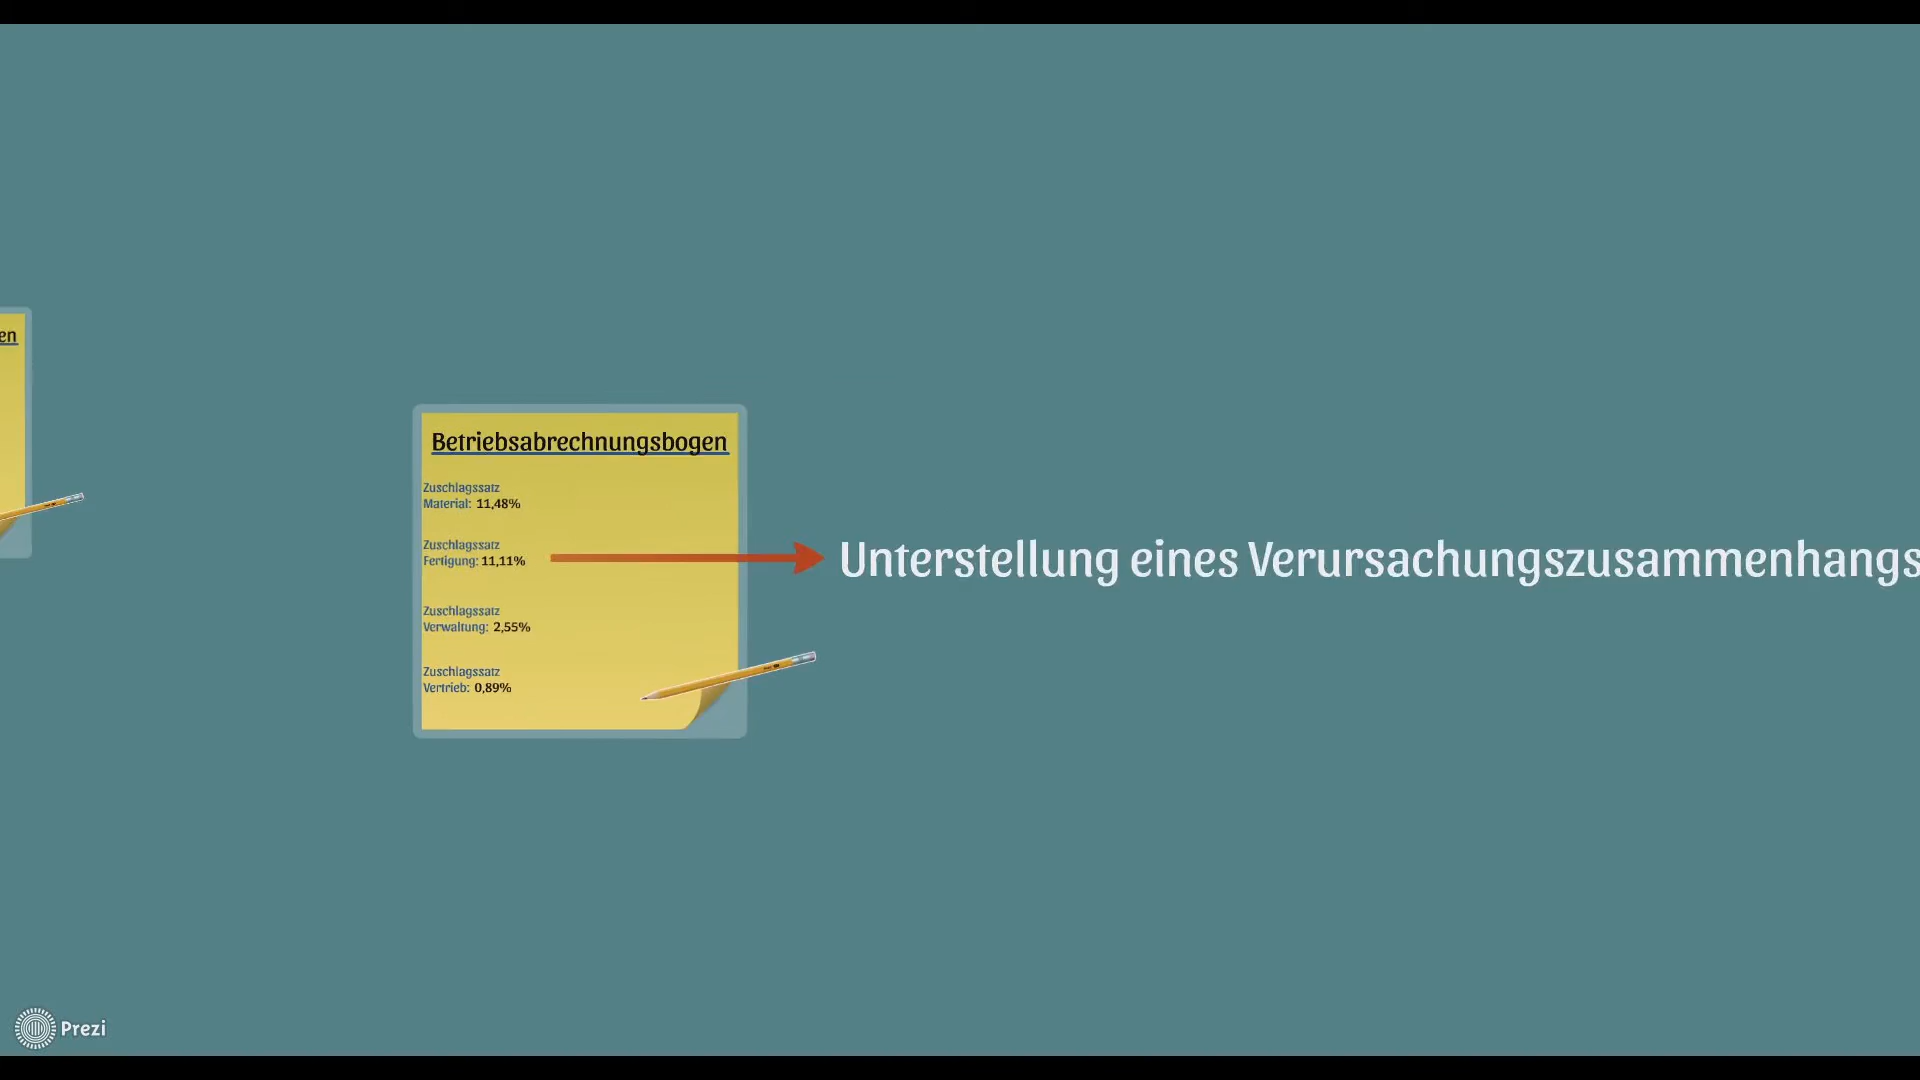 en
Betriebsabrechnungsbogen
Zuschlagssatz
Material: 11,48%
Zuschlagssatz
Fertigung: 11,11%
Unterstellung eines Verursachungszusammenhangs
Zuschlagssatz
Verwaltung: 2,55%
Zuschlagssatz
Vertrieb: 0,89%
Prezi